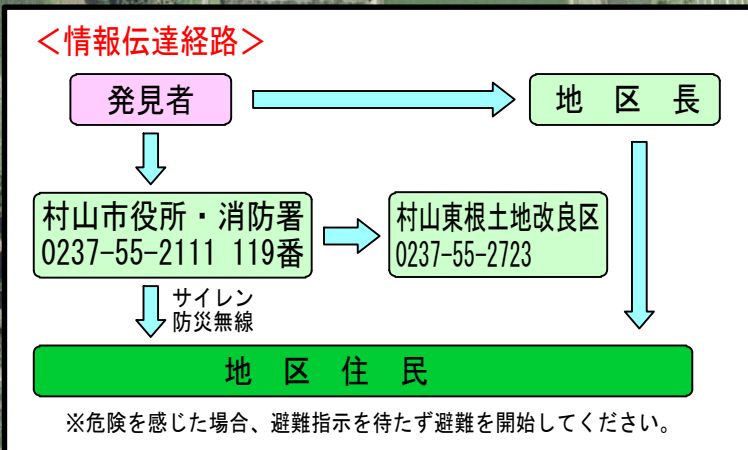 ＜情報伝達経路＞
発見者
地　区　長
村山市役所・消防署
0237-55-2111 119番
村山東根土地改良区
0237-55-2723
サイレン
防災無線
地　区　住　民
※危険を感じた場合、避難指示を待たず避難を開始してください。